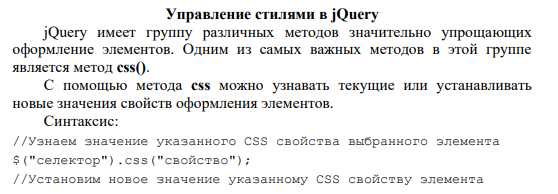 Управление стилями в jQuery
jQuery имеет группу различных методов значительно упрощающих
оформление элементов. Одним из самых важных методов в этой группе
является метод css().
С помощью метода css можно узнавать текущие или устанавливать
новые значения свойств оформления элементов.
Синтаксис:
//Узнаем значение указанного CSS свойства выбранного элемента
$("селектор").css("свойство");
//Установим новое значение указанному CSS свойству элемента